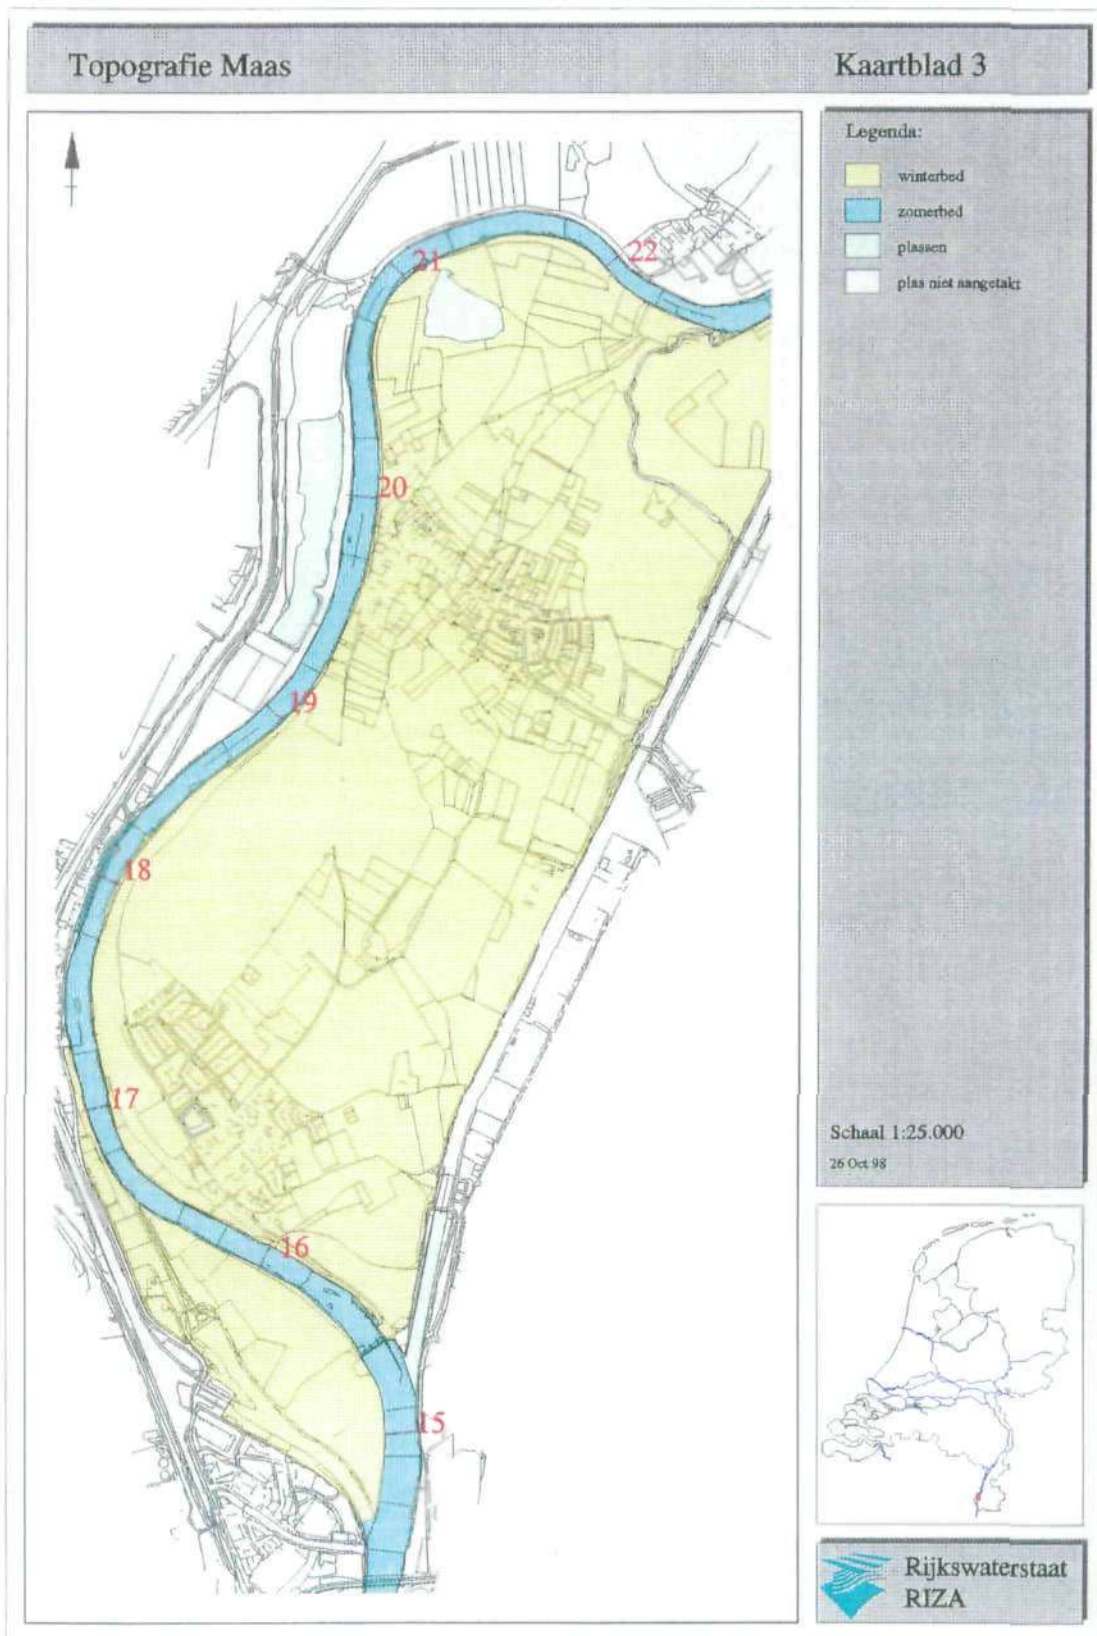 Topografie Maas
Kaartblad 3
Legenda:
winterbed
zomerbed
plassen
plas niet aangetakt
22
21
20
19
18
17
16
15
Schaal 1:25.000
26 Oct 98
Rijkswaterstaat
RIZA